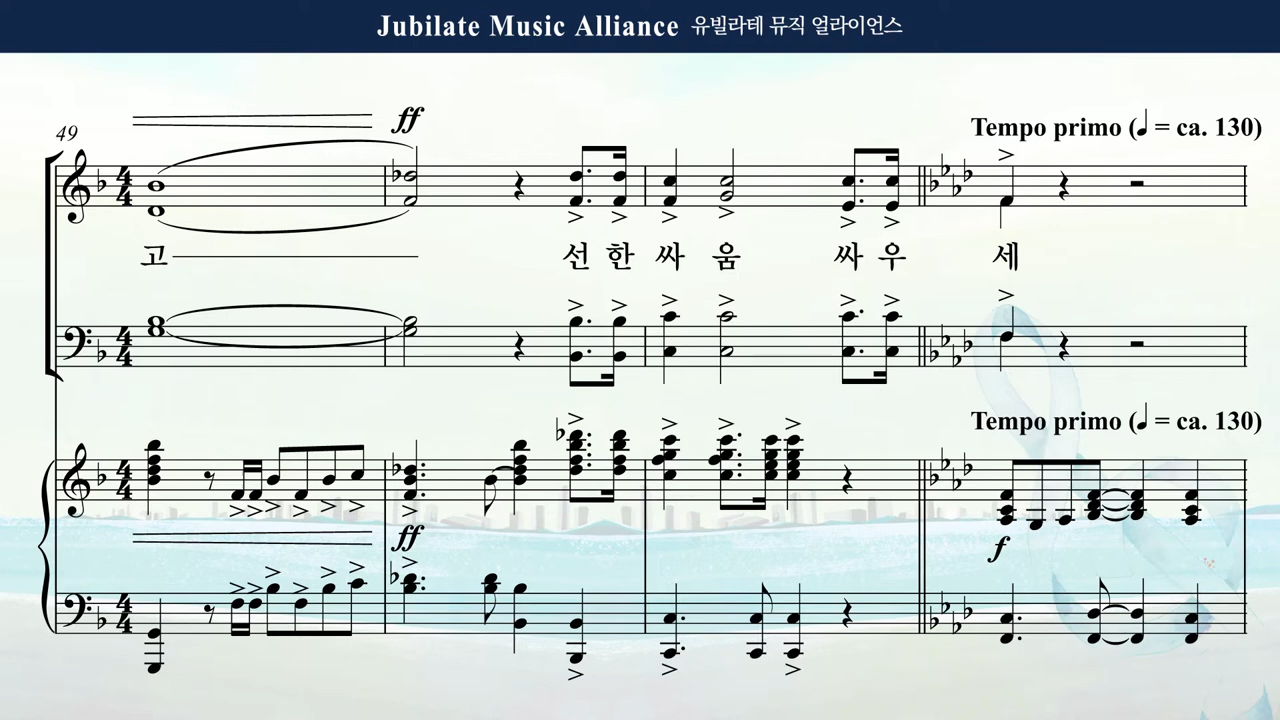 Jubilate Music Alliance 유빌라테 뮤직 얼라이언스
49
ff
Tempo primo (♩ = ca. 130)
고 선 한 싸 움 싸 우 세
Tempo primo (♩ = ca. 130)
ff
f